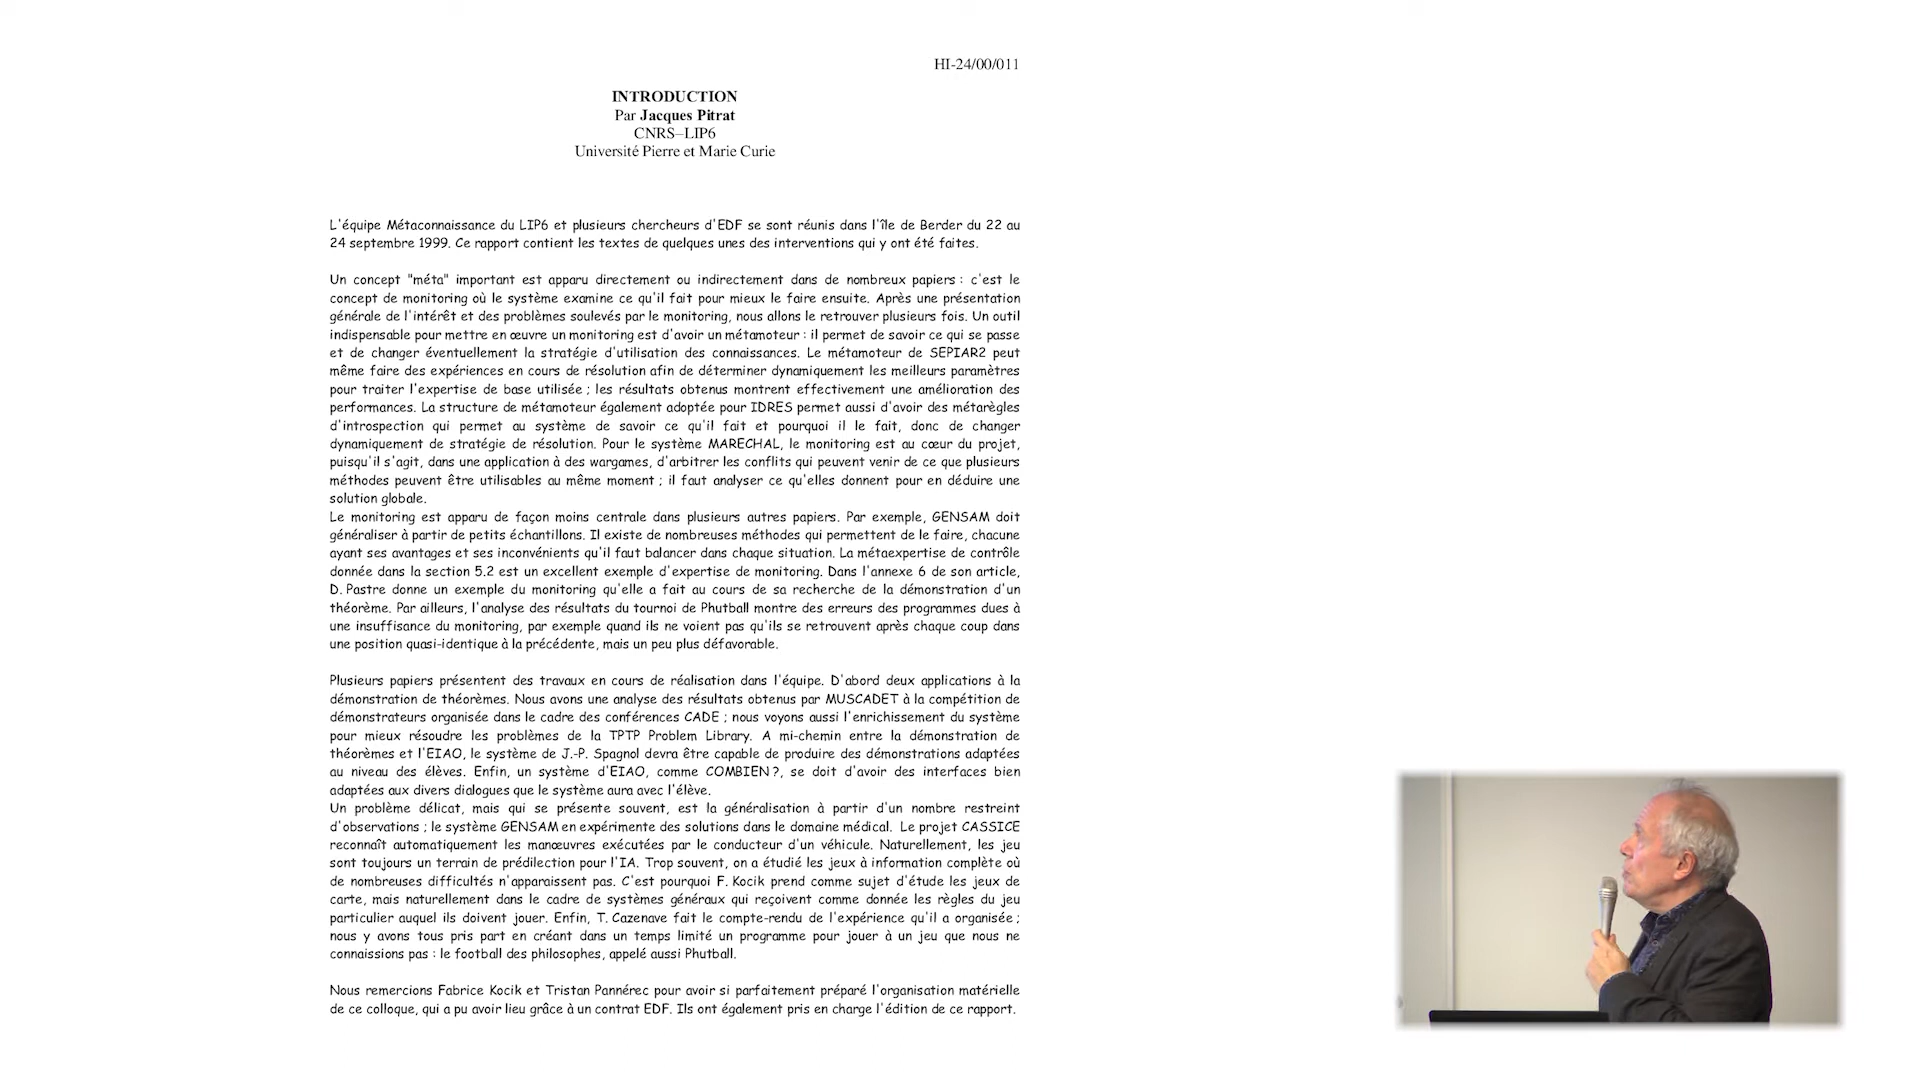 HI-24/00/011
INTRODUCTION
Par Jacques Pitrat
CNRS–LIP6
Université Pierre et Marie Curie
L'équipe Métaconnaissance du LIP6 et plusieurs chercheurs d'EDF se sont réunis dans l'île de Berder du 22 au
24 septembre 1999. Ce rapport contient les textes de quelques unes des interventions qui y ont été faites.
Un concept "méta" important est apparu directement ou indirectement dans de nombreux papiers : c'est le
concept de monitoring où le système examine ce qu'il fait pour mieux le faire ensuite. Après une présentation
générale de l'intérêt et des problèmes soulevés par le monitoring, nous allons le retrouver plusieurs fois. Un outil
indispensable pour mettre en œuvre un monitoring est d'avoir un métamoteur : il permet de savoir ce qui se passe
et de changer éventuellement la stratégie d'utilisation des connaissances. Le métamoteur de SEPIAR2 peut
même faire des expériences en cours de résolution afin de déterminer dynamiquement les meilleurs paramètres
pour traiter l'expertise de base utilisée ; les résultats obtenus montrent effectivement une amélioration des
performances. La structure de métamoteur également adoptée pour IDRES permet aussi d'avoir des métarègles
d'introspection qui permet au système de savoir ce qu'il fait et pourquoi il le fait, donc de changer
dynamiquement de stratégie de résolution. Pour le système MARECHAL, le monitoring est au cœur du projet,
puisqu'il s'agit, dans une application à des wargames, d'arbitrer les conflits qui peuvent venir de ce que plusieurs
méthodes peuvent être utilisables au même moment ; il faut analyser ce qu'elles donnent pour en déduire une
solution globale.
Le monitoring est apparu de façon moins centrale dans plusieurs autres papiers. Par exemple, GENSAM doit
généraliser à partir de petits échantillons. Il existe de nombreuses méthodes qui permettent de le faire, chacune
ayant ses avantages et ses inconvénients qu'il faut balancer dans chaque situation. La métaexpertise de contrôle
donnée dans la section 5.2 est un excellent exemple d'expertise de monitoring. Dans l'annexe 6 de son article,
D. Pastre donne un exemple du monitoring qu'elle a fait au cours de sa recherche de la démonstration d'un
théorème. Par ailleurs, l'analyse des résultats du tournoi de Phutball montre des erreurs des programmes dues à
une insuffisance du monitoring, par exemple quand ils ne voient pas qu'ils se retrouvent après chaque coup dans
une position quasi-identique à la précédente, mais un peu plus défavorable.
Plusieurs papiers présentent des travaux en cours de réalisation dans l'équipe. D'abord deux applications à la
démonstration de théorèmes. Nous avons une analyse des résultats obtenus par MUSCADET à la compétition de
démonstrateurs organisée dans le cadre des conférences CADE ; nous voyons aussi l'enrichissement du système
pour mieux résoudre les problèmes de la TPTP Problem Library. A mi-chemin entre la démonstration de
théorèmes et l'EIAO, le système de J.-P. Spagnol devra être capable de produire des démonstrations adaptées
au niveau des élèves. Enfin, un système d'EIAO, comme COMBIEN?, se doit d'avoir des interfaces bien
adaptées aux divers dialogues que le système aura avec l'élève.
Un problème délicat, mais qui se présente souvent, est la généralisation à partir d'un nombre restreint
d'observations ; le système GENSAM en expérimente des solutions dans le domaine médical. Le projet CASSICE
reconnaît automatiquement les manœuvres exécutées par le conducteur d'un véhicule. Naturellement, les jeu
sont toujours un terrain de prédilection pour l'IA. Trop souvent, on a étudié les jeux à information complète où
de nombreuses difficultés n'apparaissent pas. C'est pourquoi F. Kocik prend comme sujet d'étude les jeux de
carte, mais naturellement dans le cadre de systèmes généraux qui reçoivent comme donnée les règles du jeu
particulier auquel ils doivent jouer. Enfin, T. Cazenave fait le compte-rendu de l'expérience qu'il a organisée ;
nous y avons tous pris part en créant dans un temps limité un programme pour jouer à un jeu que nous ne
connaissions pas : le football des philosophes, appelé aussi Phutball.
Nous remercions Fabrice Kocik et Tristan Pannérec pour avoir si parfaitement préparé l'organisation matérielle
de ce colloque, qui a pu avoir lieu grâce à un contrat EDF. Ils ont également pris en charge l'édition de ce rapport.